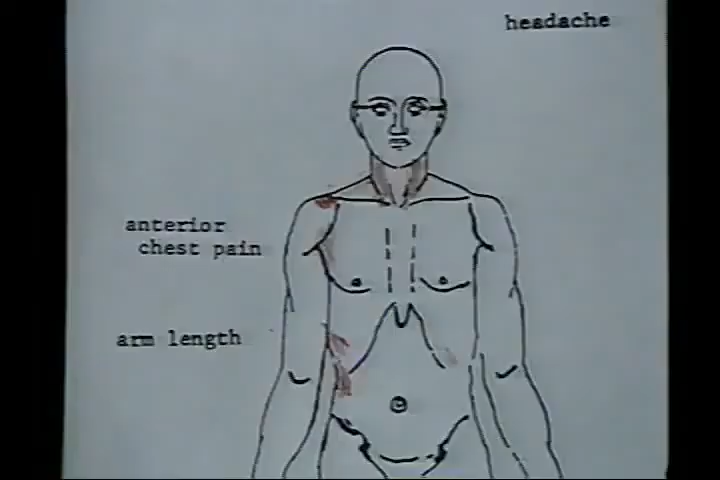 headache
anterior
chest pain
arm length